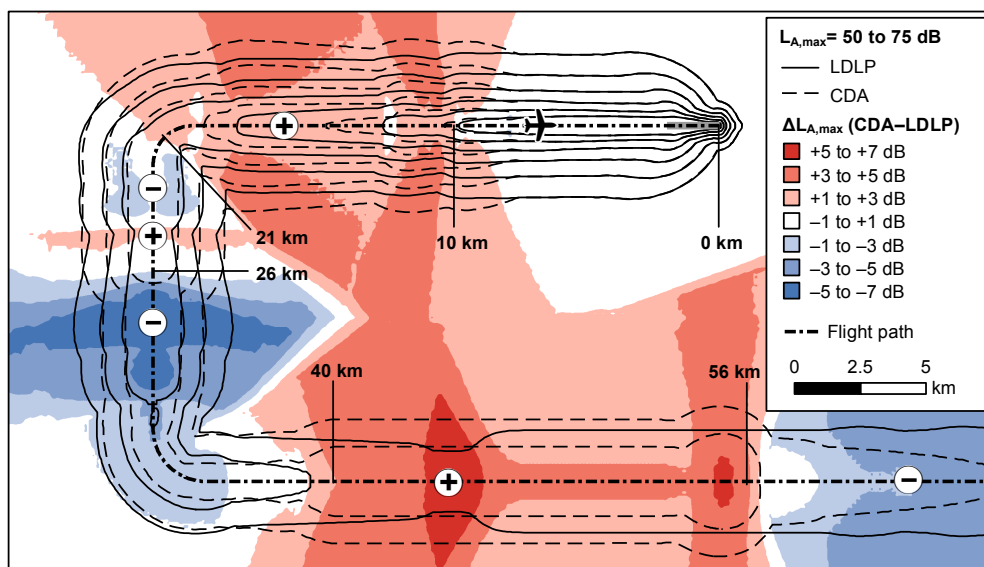 L_A,max= 50 to 75 dB
LDLP
CDA
ΔL_A,max (CDA–LDLP)
+5 to +7 dB
+3 to +5 dB
+1 to +3 dB
–1 to +1 dB
–1 to –3 dB
–3 to –5 dB
–5 to –7 dB
Flight path
0 2.5 5
km
+
–
+
21 km
10 km
0 km
26 km
–
40 km
56 km
+
–